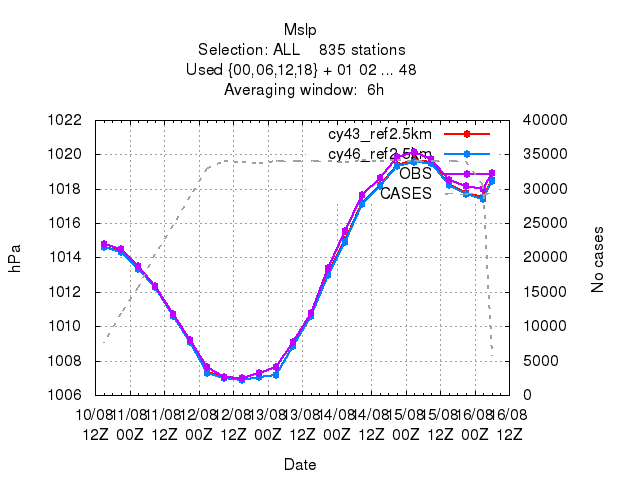 Mslp
Selection: ALL 835 stations
Used {00,06,12,18} + 01 02 ... 48
Averaging window: 6h
1022 40000
cy43_ref2.5km
1020 cy46_ref2.5km 35000
OBS
1018 CASES 30000
1016 25000
1014 20000
1012 15000
1010 10000
1008 5000
1006 0
hPa
No cases
10/08 11/08 11/08 12/08 12/08 13/08 13/08 14/08 14/08 15/08 15/08 16/08 16/08
12Z 00Z 12Z 00Z 12Z 00Z 12Z 00Z 12Z 00Z 12Z 00Z 12Z
Date